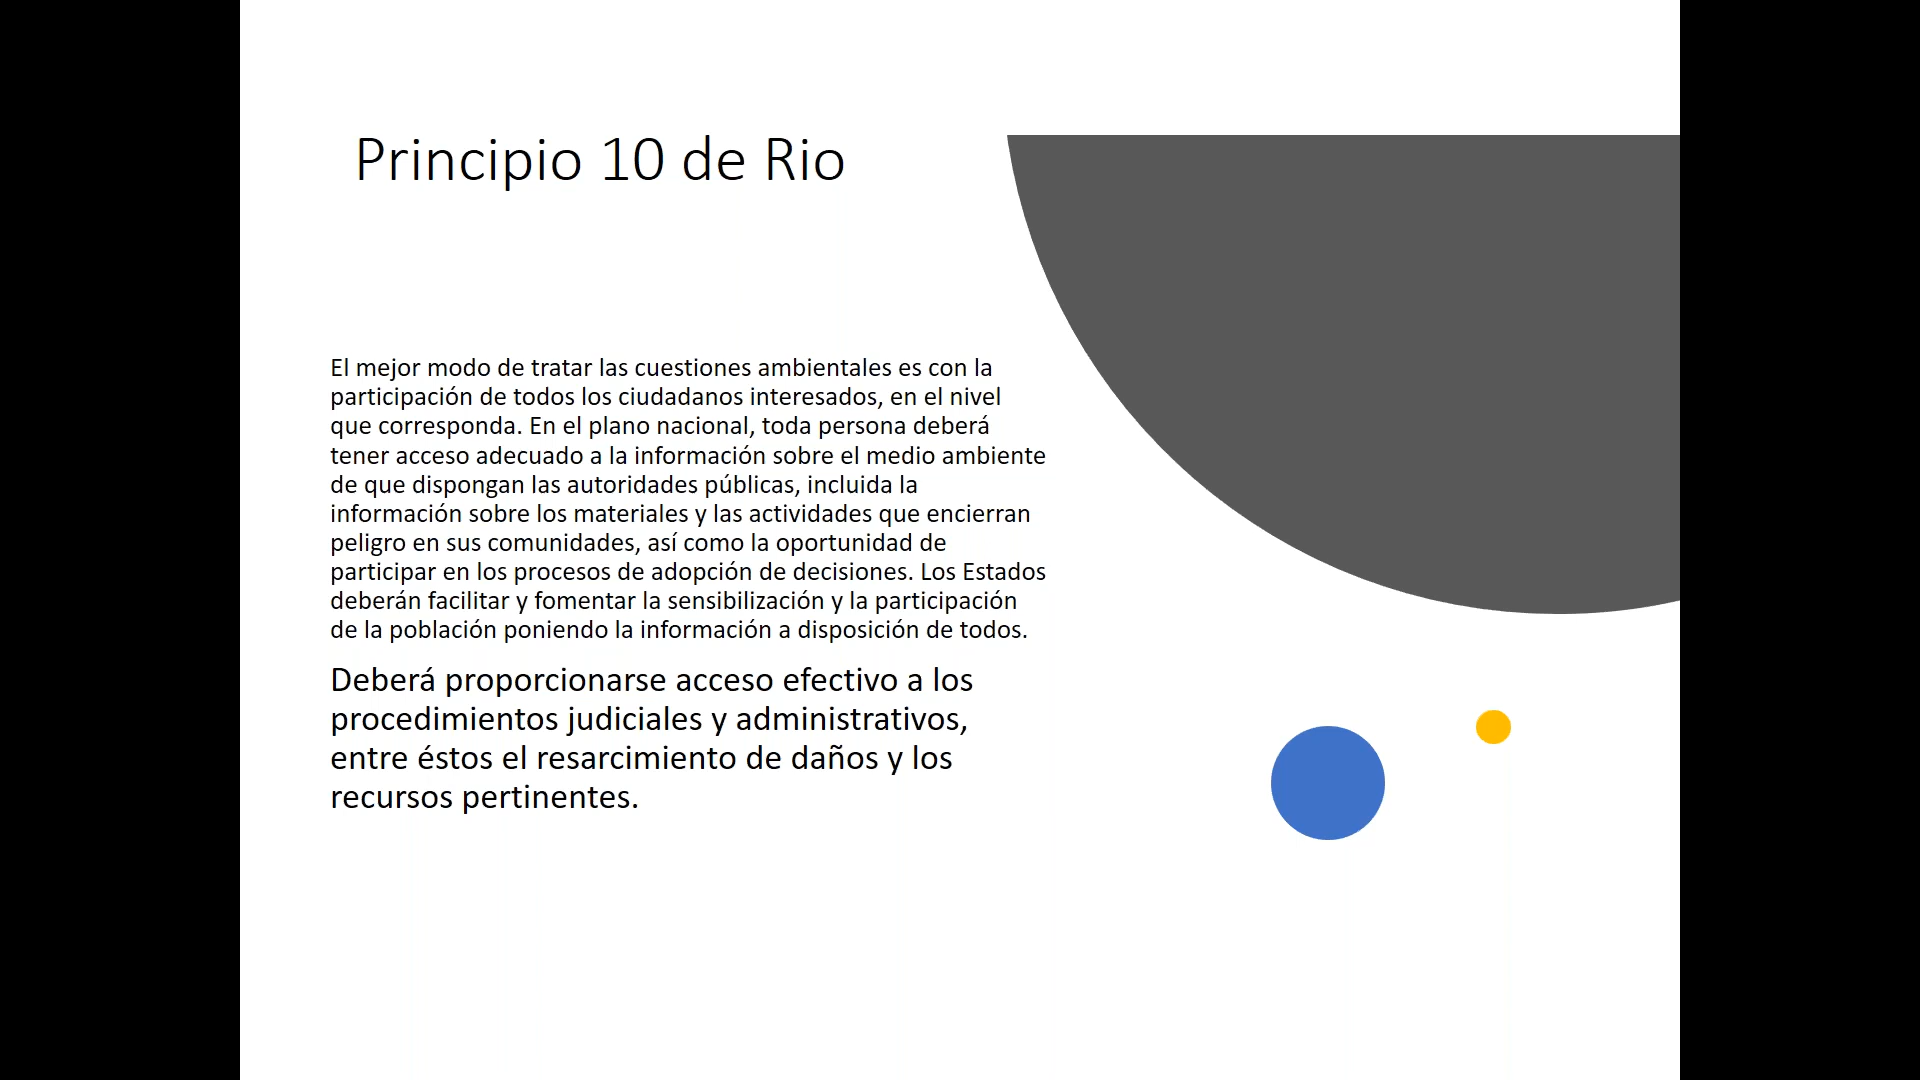 Principio 10 de Rio
El mejor modo de tratar las cuestiones ambientales es con la
participación de todos los ciudadanos interesados, en el nivel
que corresponda. En el plano nacional, toda persona deberá
tener acceso adecuado a la información sobre el medio ambiente
de que dispongan las autoridades públicas, incluida la
información sobre los materiales y las actividades que encierran
peligro en sus comunidades, así como la oportunidad de
participar en los procesos de adopción de decisiones. Los Estados
deberán facilitar y fomentar la sensibilización y la participación
de la población poniendo la información a disposición de todos.
Deberá proporcionarse acceso efectivo a los
procedimientos judiciales y administrativos,
entre éstos el resarcimiento de daños y los
recursos pertinentes.